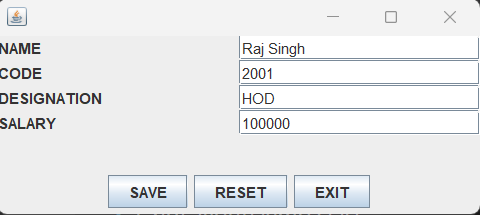 NAME Raj Singh
CODE 2001
DESIGNATION HOD
SALARY 100000
SAVE RESET EXIT